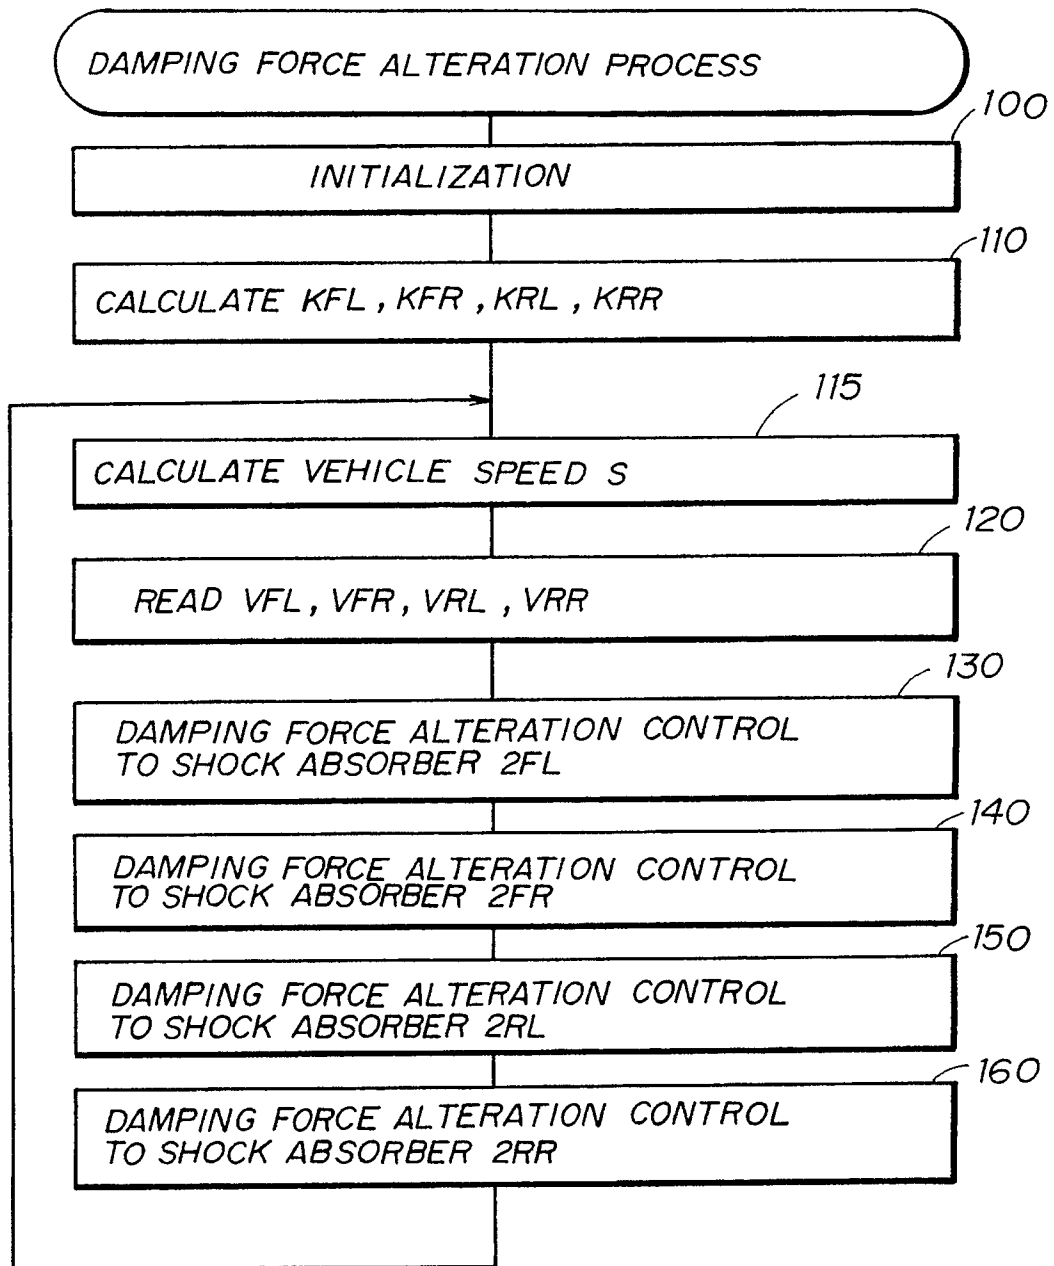 DAMPING FORCE ALTERATION PROCESS
100
INITIALIZATION
110
CALCULATE KFL, KFR, KRL, KRR
115
CALCULATE VEHICLE SPEED S
120
READ VFL, VFR, VRL, VRR
130
DAMPING FORCE ALTERATION CONTROL
TO SHOCK ABSORBER 2FL
140
DAMPING FORCE ALTERATION CONTROL
TO SHOCK ABSORBER 2FR
150
DAMPING FORCE ALTERATION CONTROL
TO SHOCK ABSORBER 2RL
160
DAMPING FORCE ALTERATION CONTROL
TO SHOCK ABSORBER 2RR